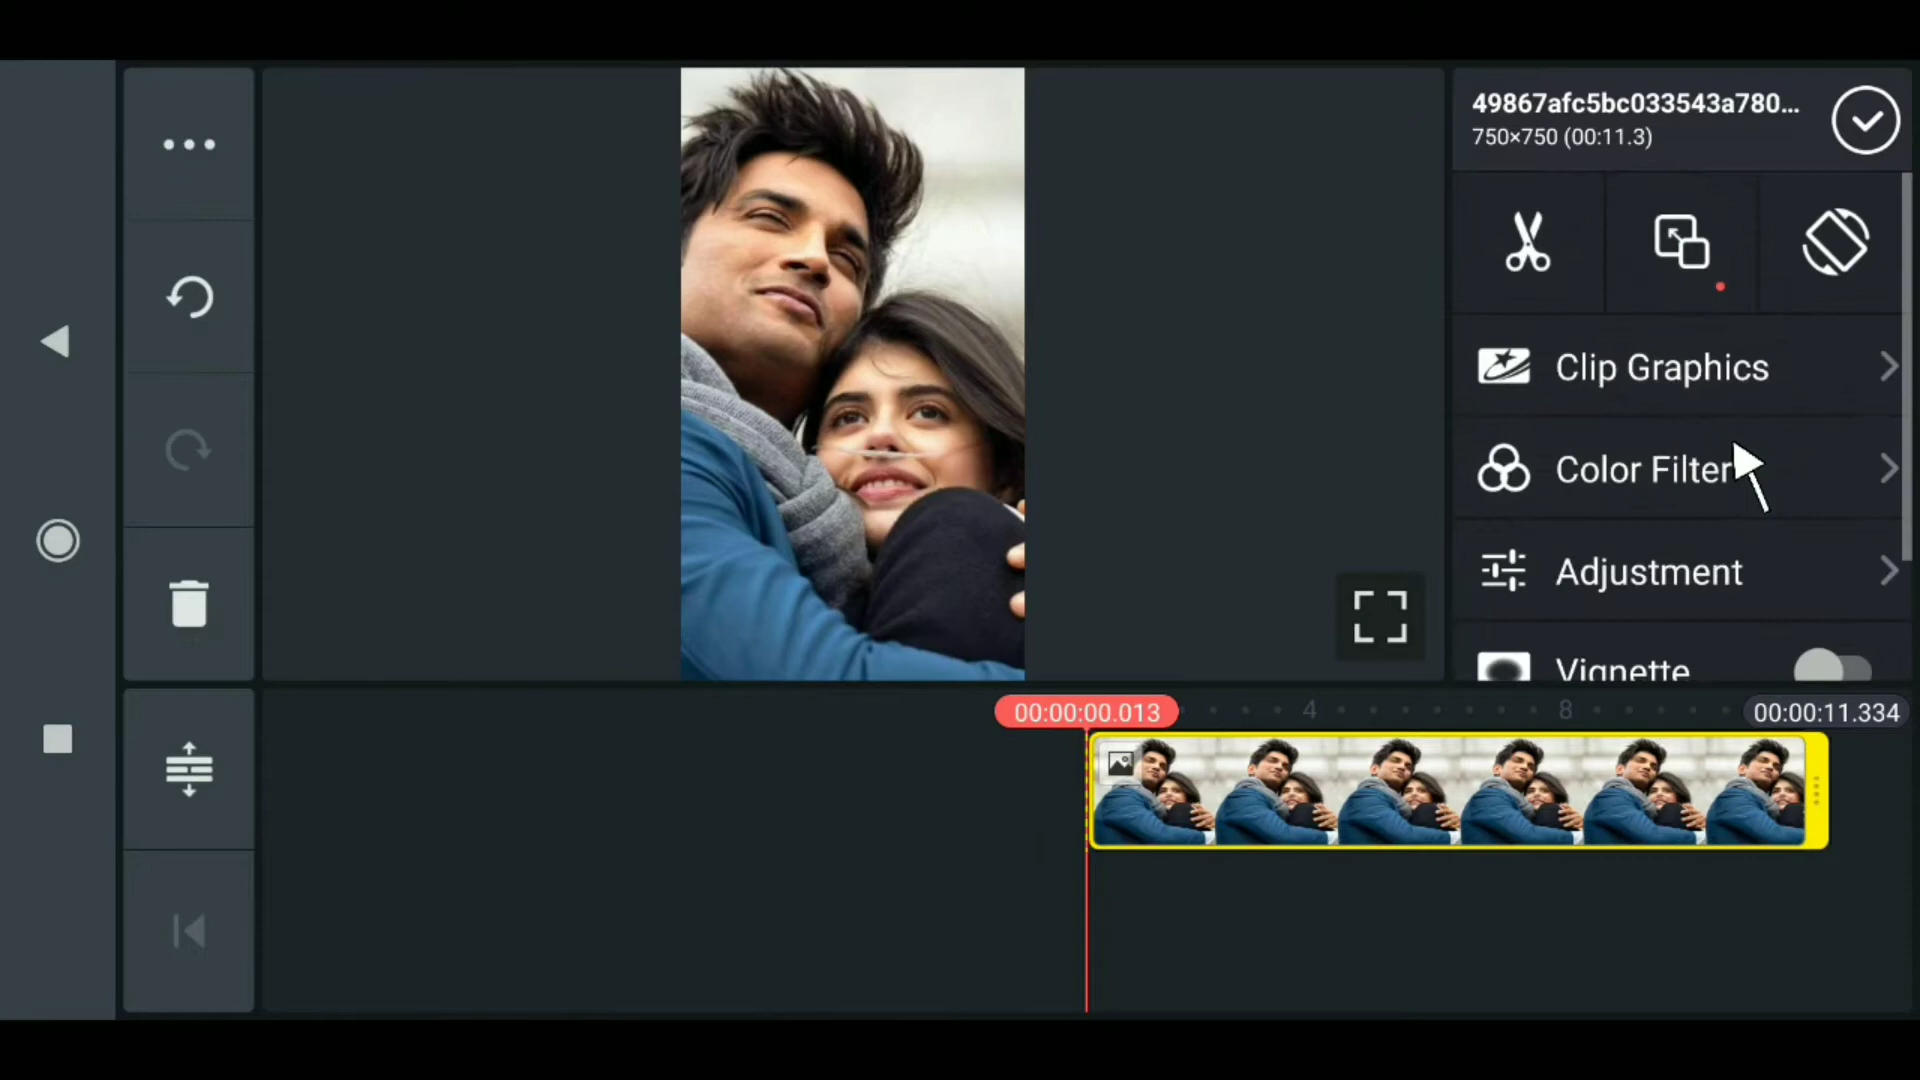 49867afc5bc033543a780...
750×750 (00:11.3)
Clip Graphics
Color Filter
Adjustment
Vignette
00:00:00.013
4
8
00:00:11.334